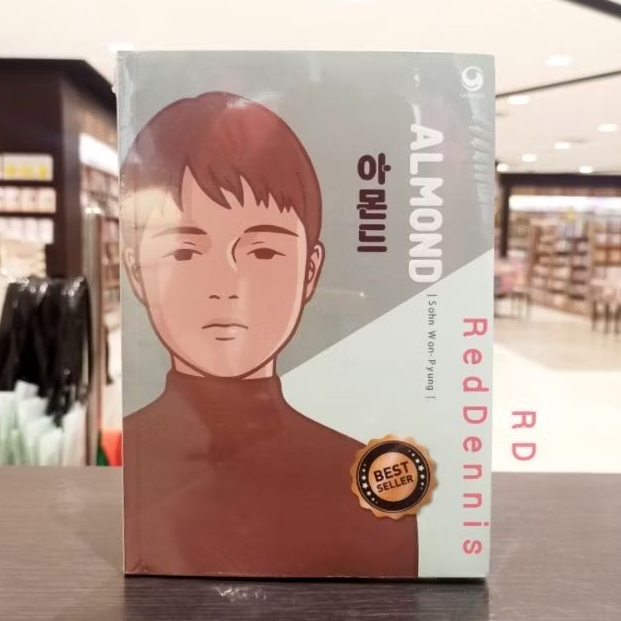 ALMOND
아몬드
| Sohn Won-Pyung |
BEST
SELLER
RedDennis
RD